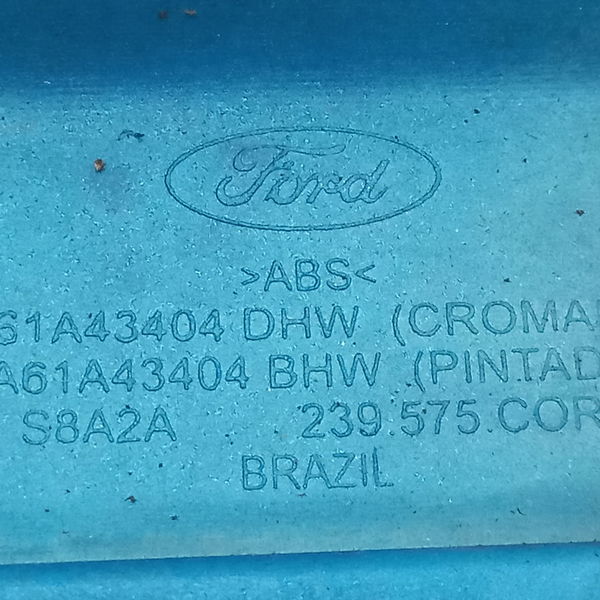 Ford
>ABS<
61A43404 DHW (CROMA
A61A43404 BHW (PINTAD
S8A2A 239.575.COR
BRAZIL